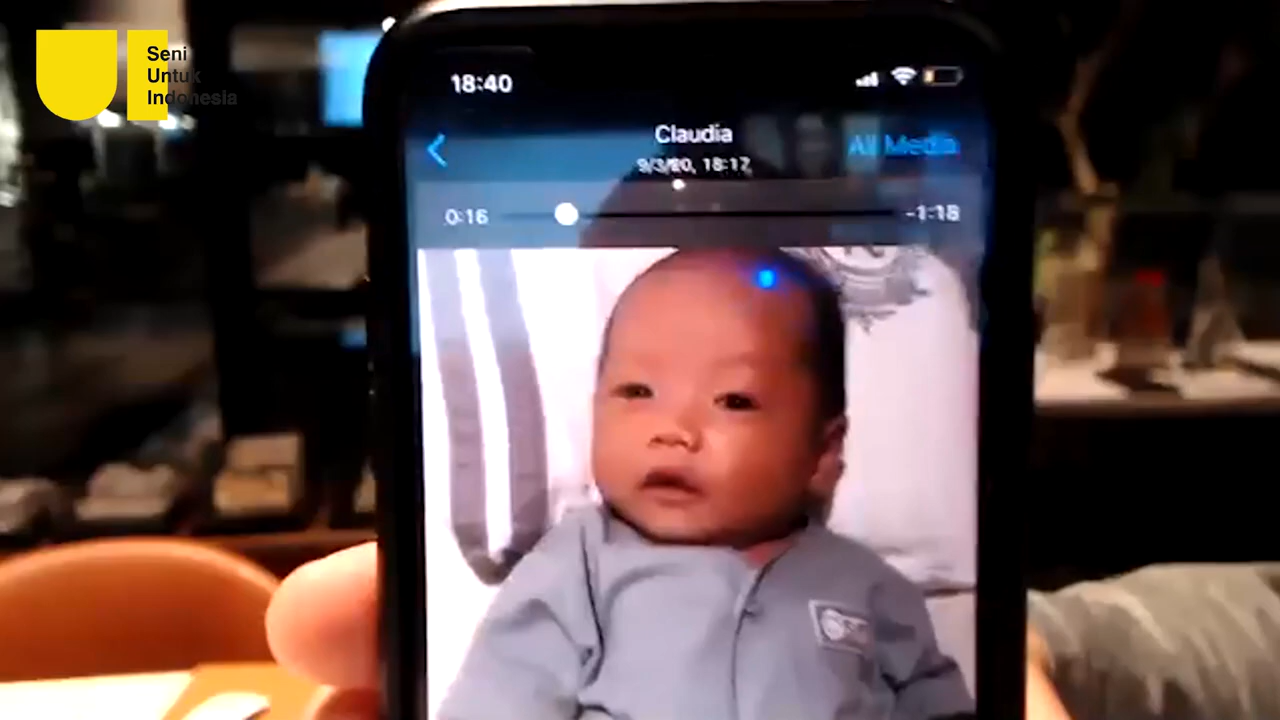 Seni
Untuk
Indonesia
18:40
Claudia
All Media
9/3/20, 18:17
0:16
-1:18